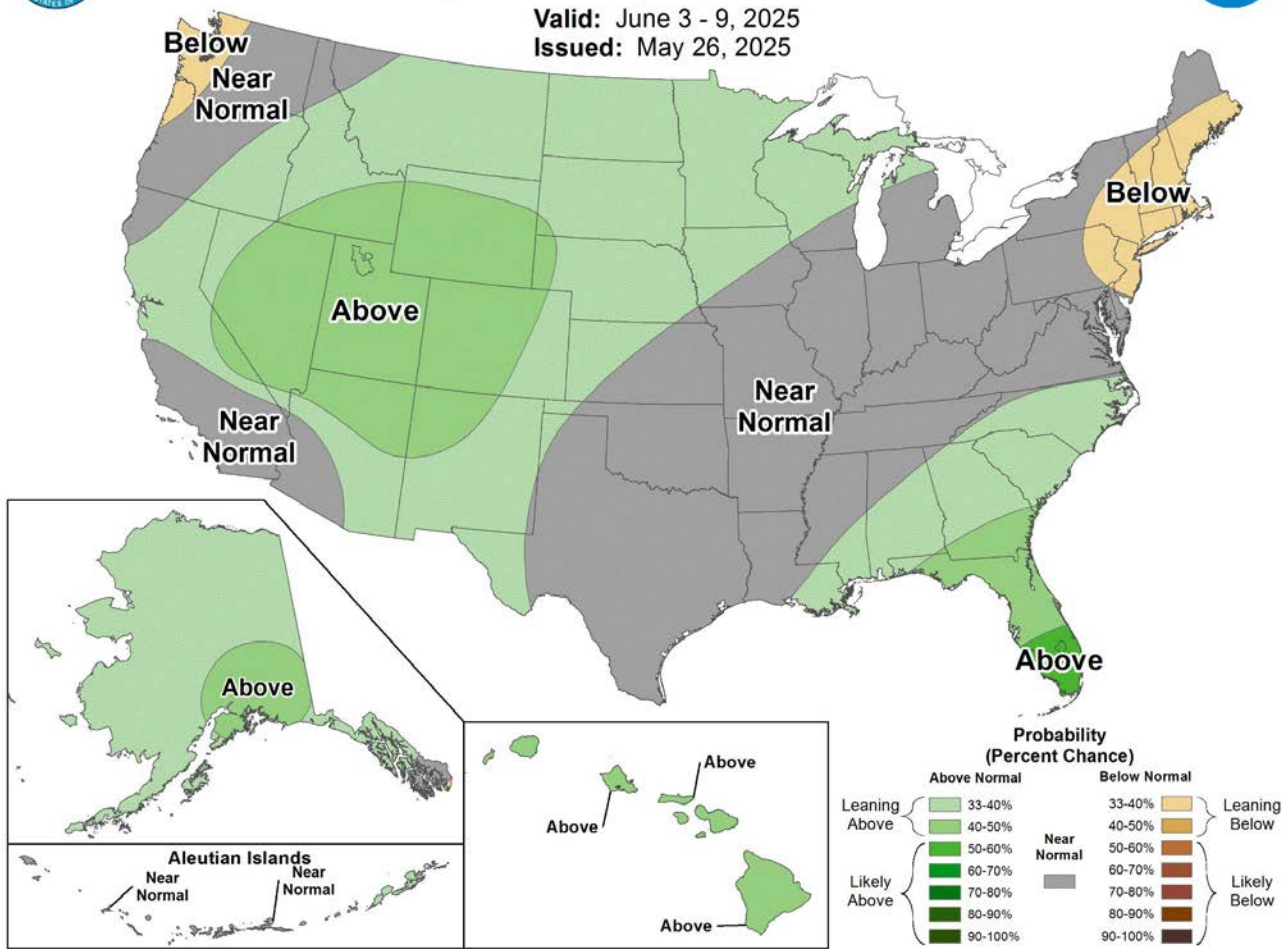 STATES OF
Valid: June 3 - 9, 2025
Issued: May 26, 2025
Below
Near
Normal
Below
Above
Near
Normal
Near
Normal
Above
Above
Above
Above
Above
Aleutian Islands
Near
Normal
Near
Normal
Probability
(Percent Chance)
Above Normal
Below Normal
Leaning
Above
33-40%
40-50%
Likely
Above
50-60%
60-70%
70-80%
80-90%
90-100%
Near
Normal
33-40%
40-50%
Leaning
Below
50-60%
60-70%
70-80%
80-90%
90-100%
Likely
Below